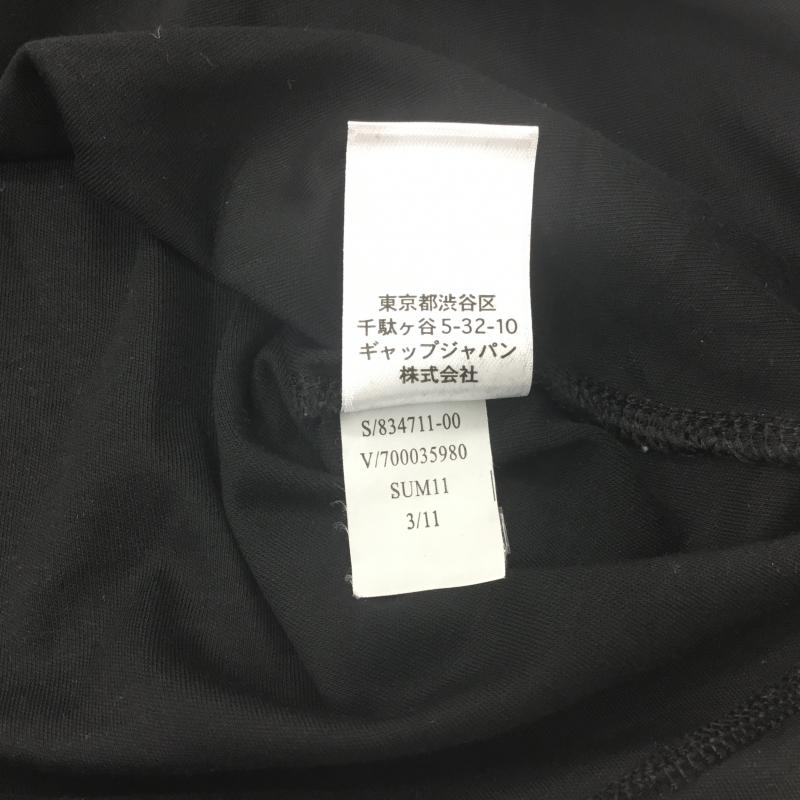 東京都渋谷区
千駄ヶ谷5-32-10
ギャップジャパン
株式会社
S/834711-00
V/700035980
SUM11
3/11